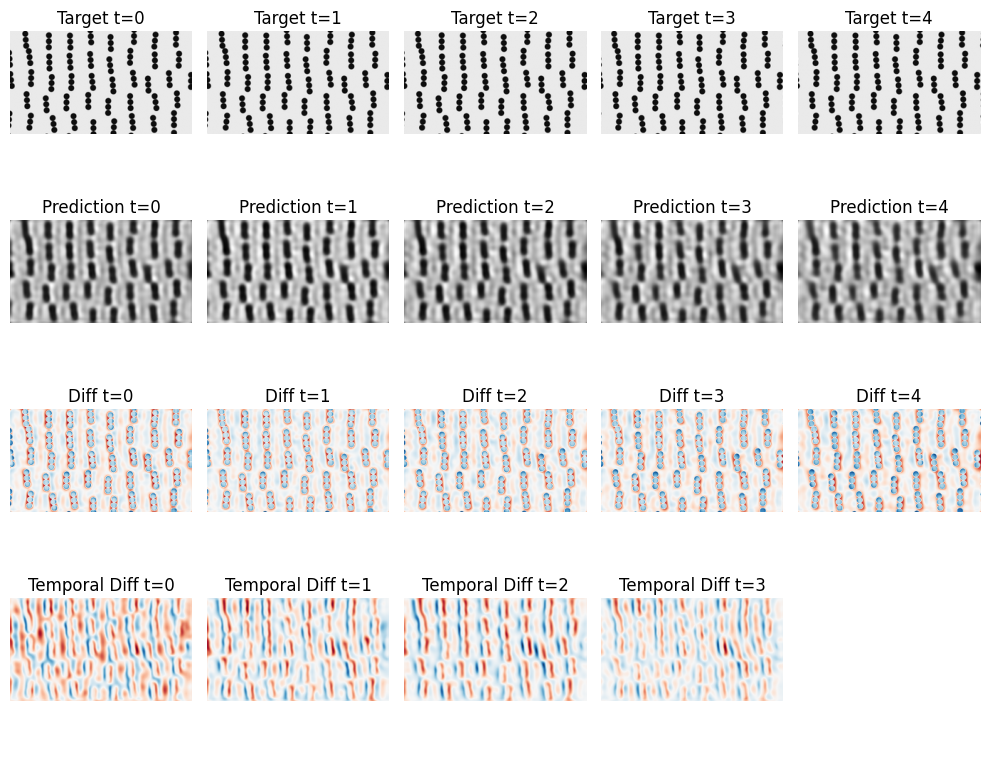 Target t=0 Target t=1 Target t=2 Target t=3 Target t=4
Prediction t=0 Prediction t=1 Prediction t=2 Prediction t=3 Prediction t=4
Diff t=0 Diff t=1 Diff t=2 Diff t=3 Diff t=4
Temporal Diff t=0 Temporal Diff t=1 Temporal Diff t=2 Temporal Diff t=3